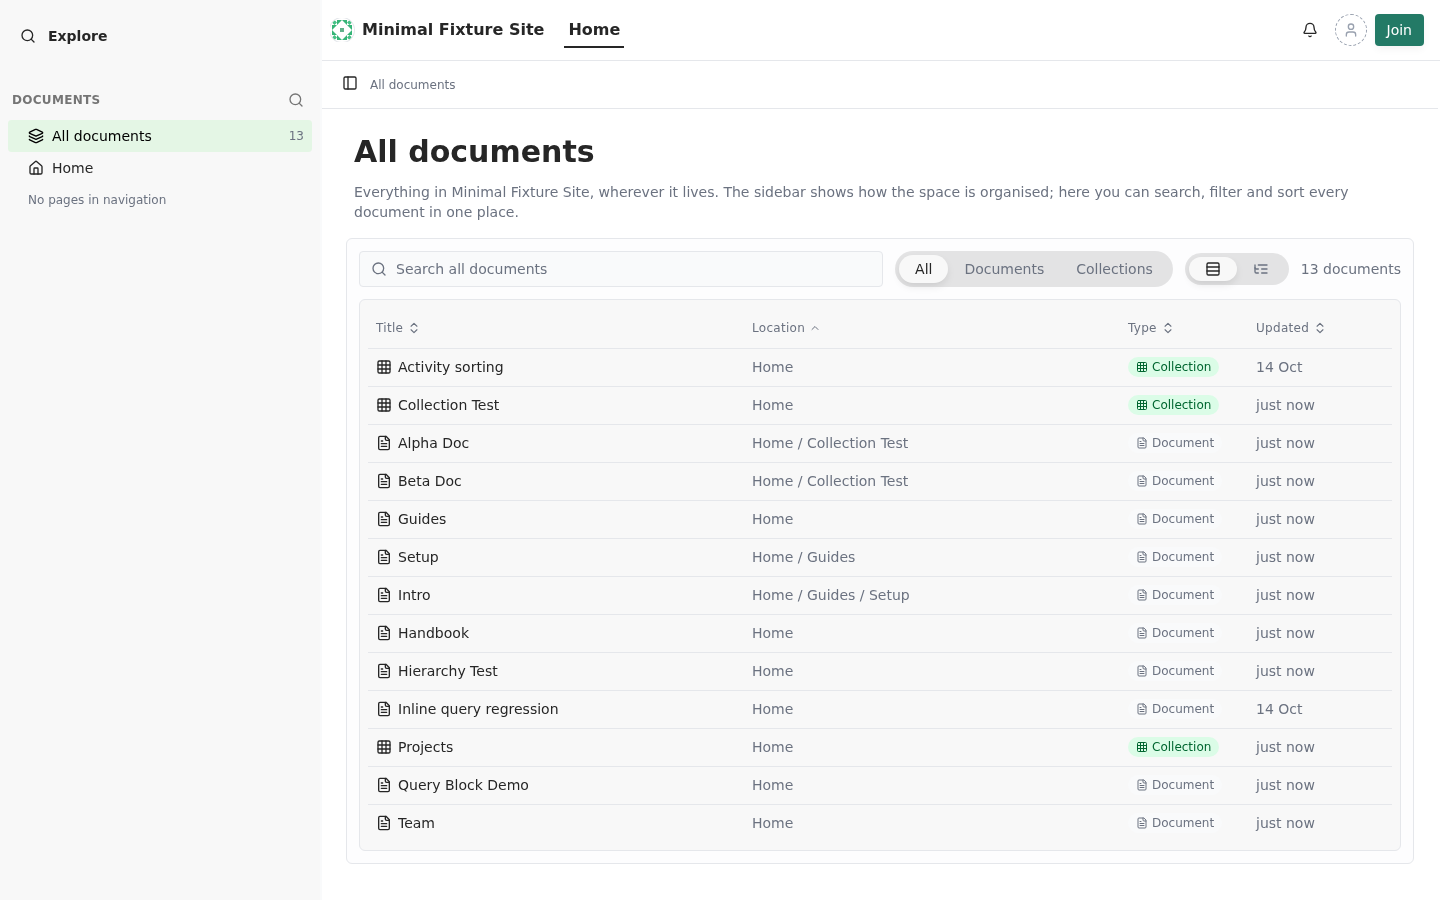 Explore
DOCUMENTS
All documents 13
Home
No pages in navigation
Minimal Fixture Site Home Join
All documents
All documents
Everything in Minimal Fixture Site, wherever it lives. The sidebar shows how the space is organised; here you can search, filter and sort every
document in one place.
Search all documents All Documents Collections 13 documents
Title Location Type Updated
Activity sorting Home Collection 14 Oct
Collection Test Home Collection just now
Alpha Doc Home / Collection Test Document just now
Beta Doc Home / Collection Test Document just now
Guides Home Document just now
Setup Home / Guides Document just now
Intro Home / Guides / Setup Document just now
Handbook Home Document just now
Hierarchy Test Home Document just now
Inline query regression Home Document 14 Oct
Projects Home Collection just now
Query Block Demo Home Document just now
Team Home Document just now